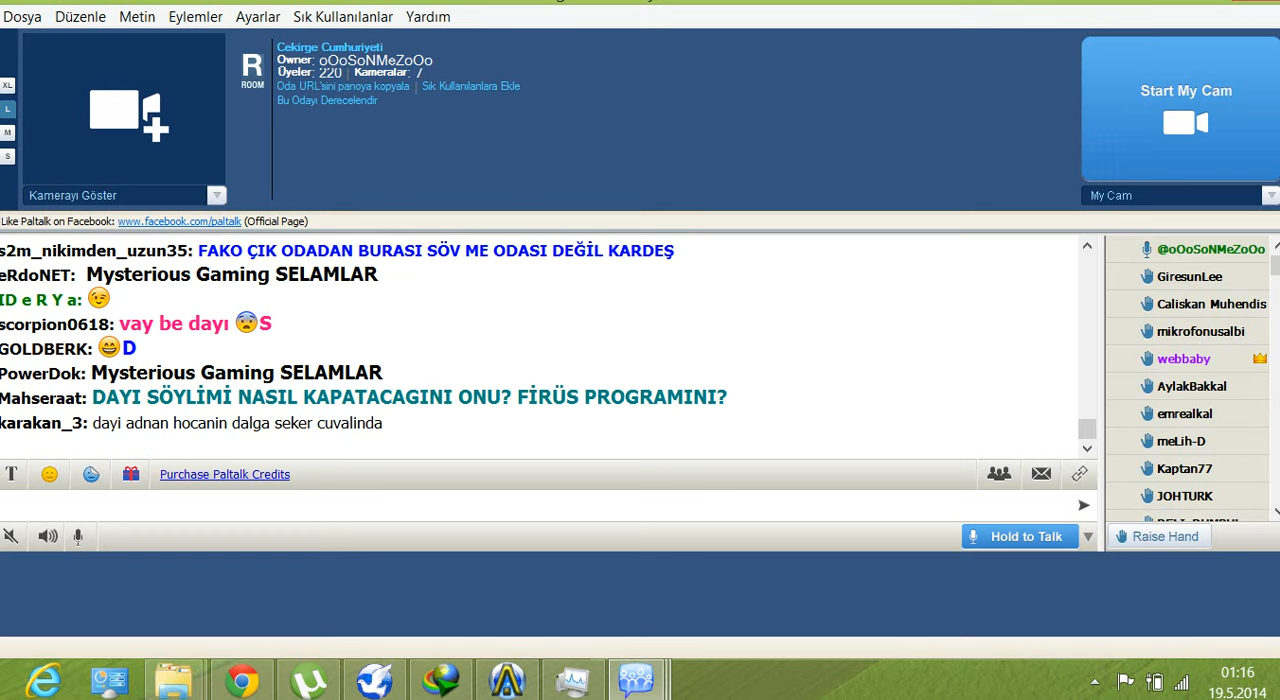 Dosya Düzenle Metin Eylemler Ayarlar Sık Kullanılanlar Yardım
XL
L
M
S
Kamerayı Göster
R
ROOM
Cekirge Cumhuriyeti
Owner: oOoSoNMeZoOo
Üyeler: 220 | Kameralar: 7
Oda URL'sini panoya kopyala | Sık Kullanılanlara Ekle
Bu Odayı Derecelendir
Start My Cam
My Cam
Like Paltalk on Facebook: www.facebook.com/paltalk (Official Page)
s2m_nikimden_uzun35: FAKO ÇIK ODADAN BURASI SÖV ME ODASI DEĞİL KARDEŞ
eRdoNET: Mysterious Gaming SELAMLAR
ID e R Y a: 😉
scorpion0618: vay be dayı 😨S
GOLDBERK: 😄D
PowerDok: Mysterious Gaming SELAMLAR
Mahseraat: DAYI SÖYLİMİ NASIL KAPATACAGINI ONU? FİRÜS PROGRAMINI?
karakan_3: dayi adnan hocanin dalga seker cuvalinda
@oOoSoNMeZoOo
GiresunLee
Caliskan Muhendis
mikrofonusalbi
webbaby
AylakBakkal
emrealkal
meLih-D
Kaptan77
JOHTURK
T Purchase Paltalk Credits
Hold to Talk
Raise Hand
01:16
19.5.2014